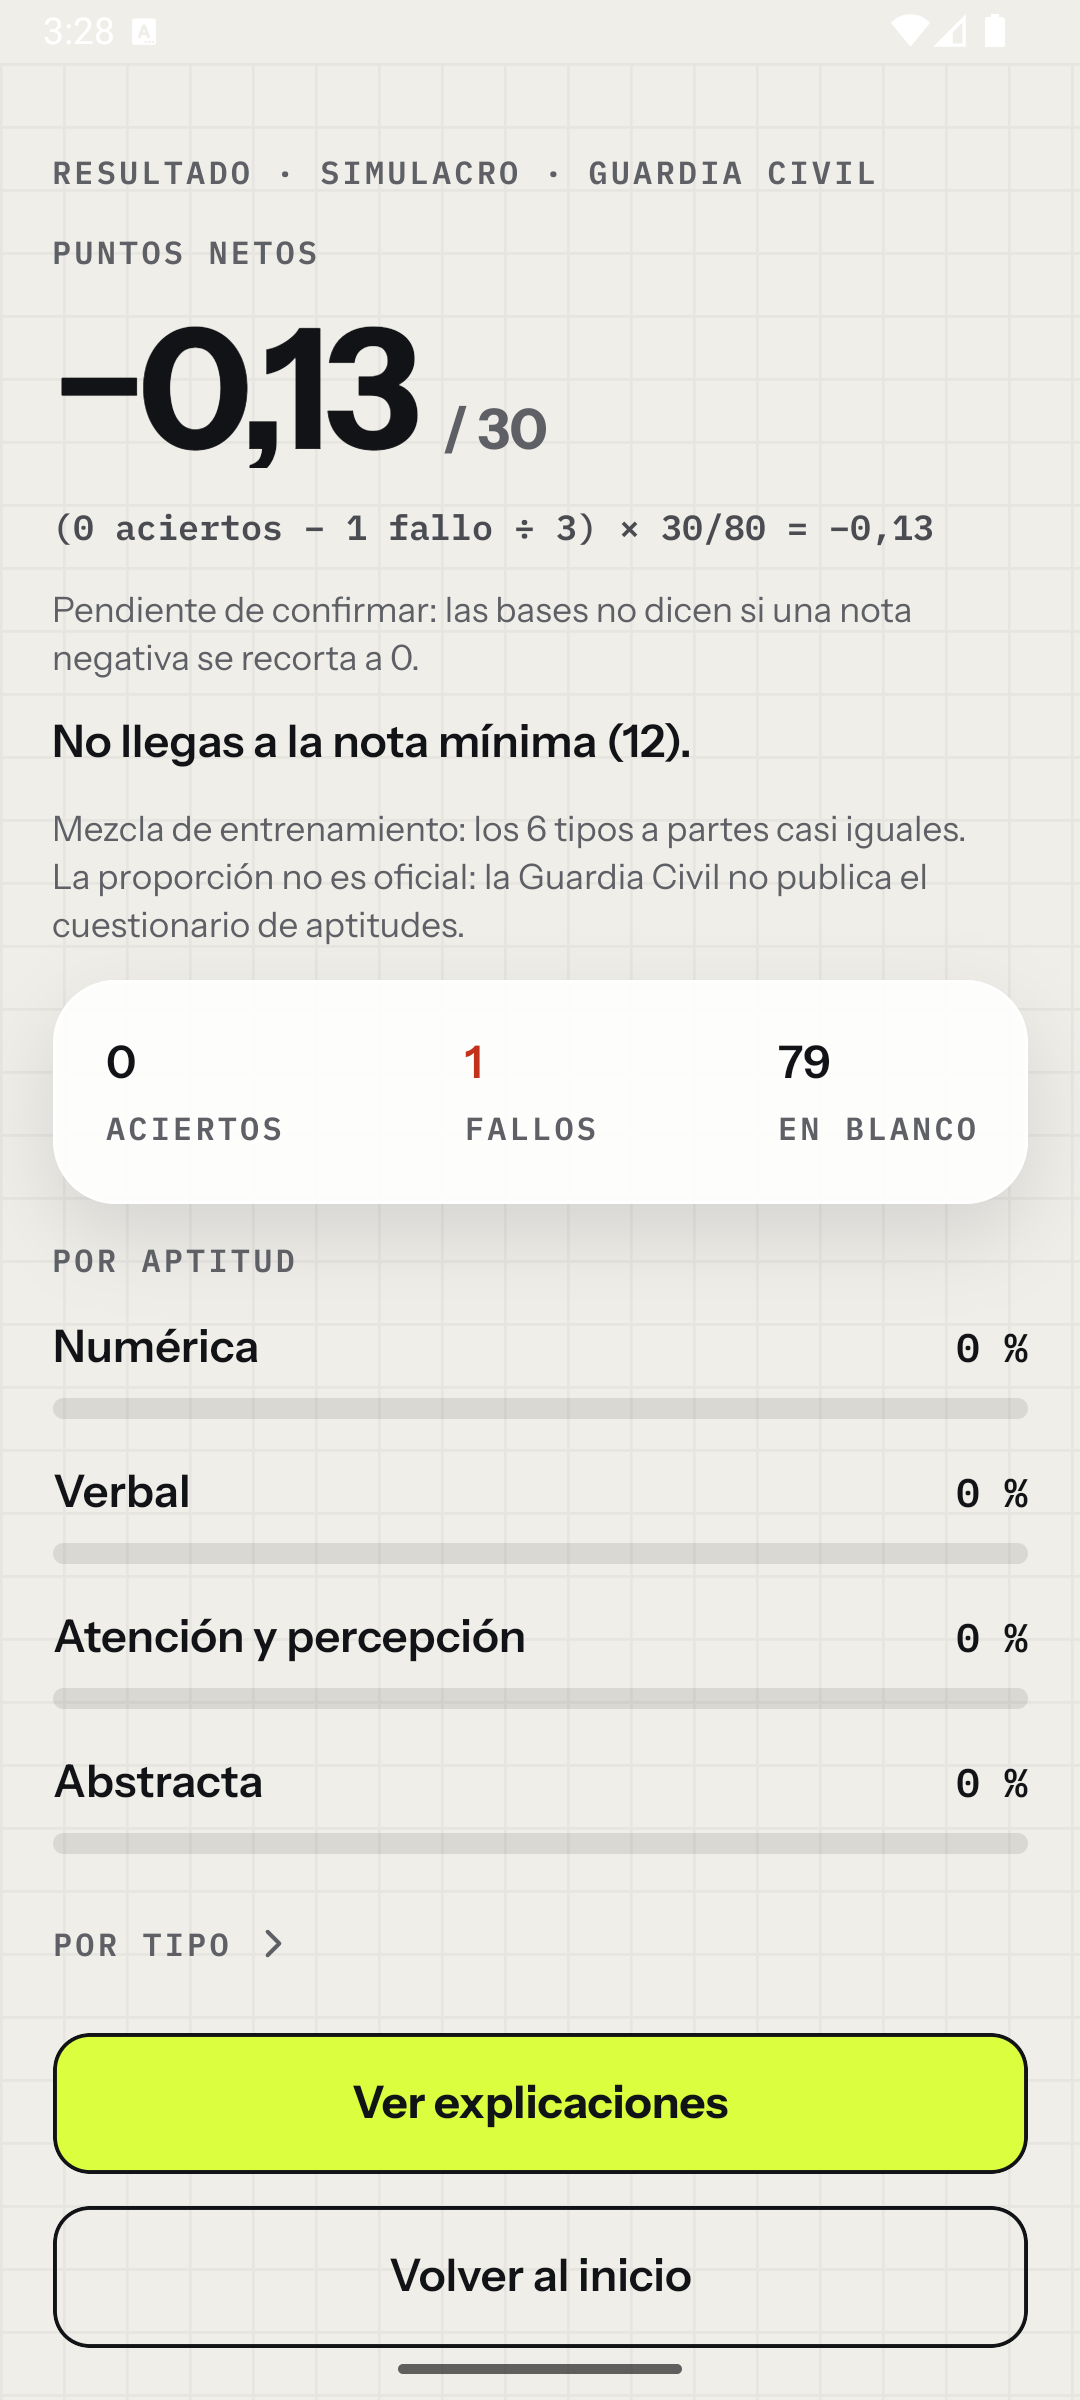 3:28
RESULTADO · SIMULACRO · GUARDIA CIVIL
PUNTOS NETOS
−0,13 / 30
(0 aciertos − 1 fallo ÷ 3) × 30/80 = −0,13
Pendiente de confirmar: las bases no dicen si una nota
negativa se recorta a 0.
No llegas a la nota mínima (12).
Mezcla de entrenamiento: los 6 tipos a partes casi iguales.
La proporción no es oficial: la Guardia Civil no publica el
cuestionario de aptitudes.
0 1 79
ACIERTOS FALLOS EN BLANCO
POR APTITUD
Numérica 0 %
Verbal 0 %
Atención y percepción 0 %
Abstracta 0 %
POR TIPO
Ver explicaciones
Volver al inicio